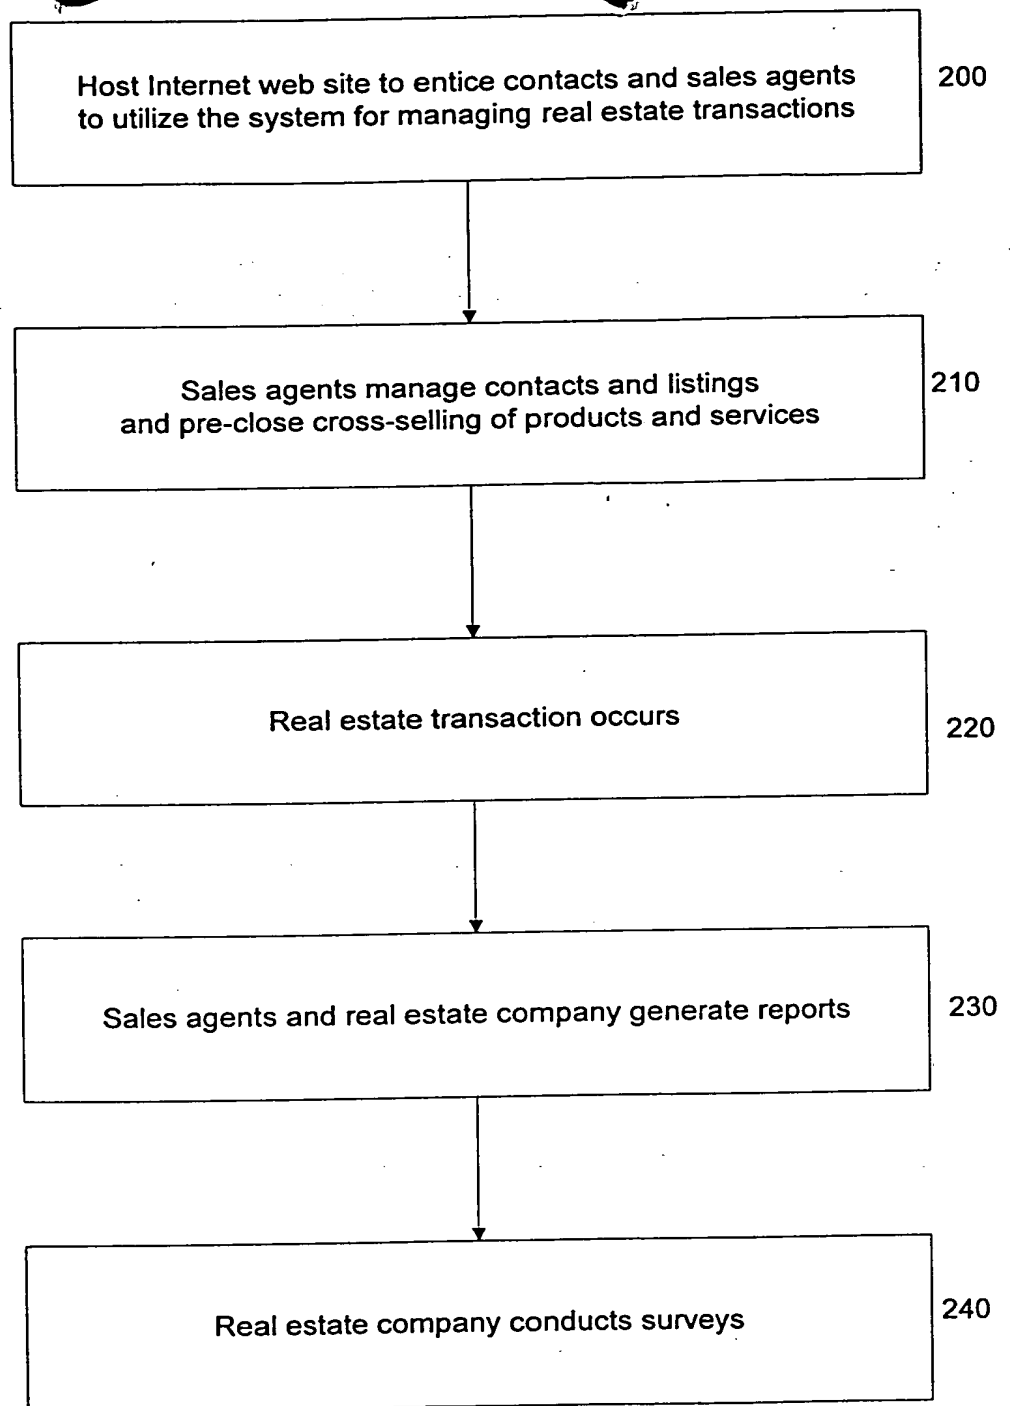 Host Internet web site to entice contacts and sales agents
to utilize the system for managing real estate transactions
200
Sales agents manage contacts and listings
and pre-close cross-selling of products and services
210
Real estate transaction occurs
220
Sales agents and real estate company generate reports
230
Real estate company conducts surveys
240